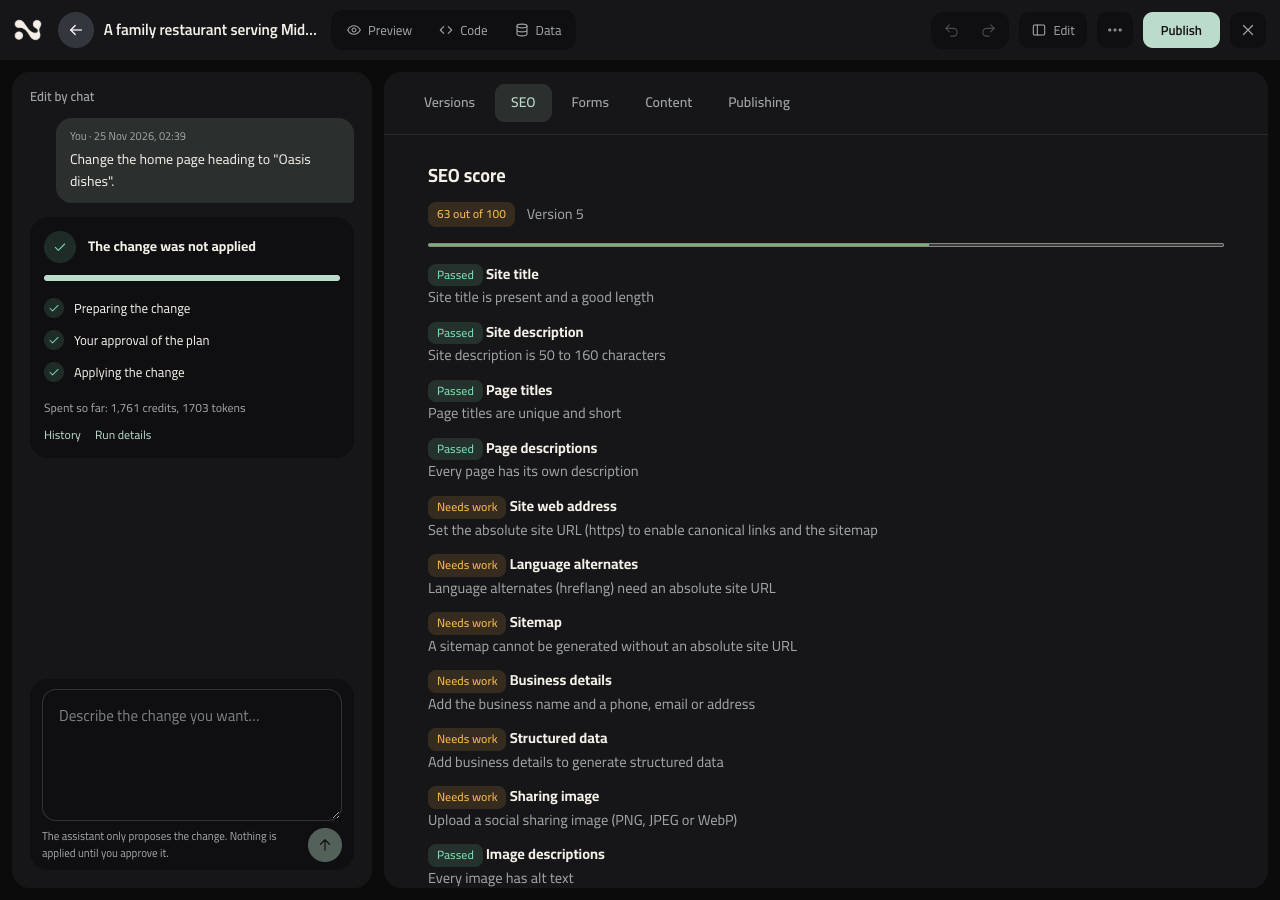 A family restaurant serving Mid...
Preview
Code
Data
Edit
Publish
Edit by chat
You · 25 Nov 2026, 02:39
Change the home page heading to "Oasis
dishes".
The change was not applied
Preparing the change
Your approval of the plan
Applying the change
Spent so far: 1,761 credits, 1703 tokens
History
Run details
Describe the change you want...
The assistant only proposes the change. Nothing is
applied until you approve it.
Versions
SEO
Forms
Content
Publishing
SEO score
63 out of 100
Version 5
Passed Site title
Site title is present and a good length
Passed Site description
Site description is 50 to 160 characters
Passed Page titles
Page titles are unique and short
Passed Page descriptions
Every page has its own description
Needs work Site web address
Set the absolute site URL (https) to enable canonical links and the sitemap
Needs work Language alternates
Language alternates (hreflang) need an absolute site URL
Needs work Sitemap
A sitemap cannot be generated without an absolute site URL
Needs work Business details
Add the business name and a phone, email or address
Needs work Structured data
Add business details to generate structured data
Needs work Sharing image
Upload a social sharing image (PNG, JPEG or WebP)
Passed Image descriptions
Every image has alt text